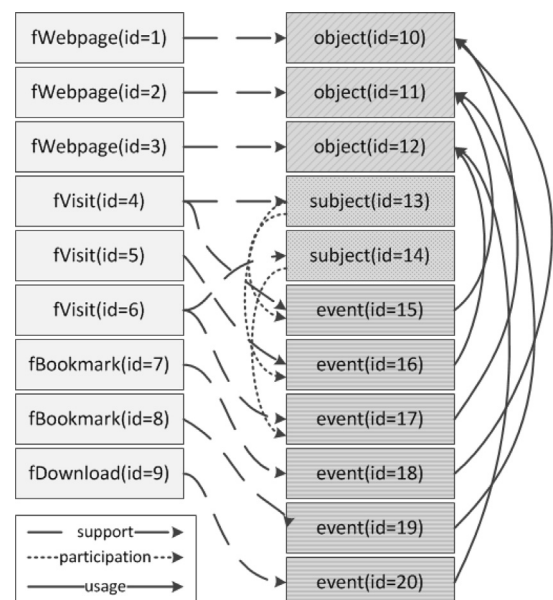 fWebpage(id=1) object(id=10)
fWebpage(id=2) object(id=11)
fWebpage(id=3) object(id=12)
fVisit(id=4) subject(id=13)
fVisit(id=5) subject(id=14)
fVisit(id=6) event(id=15)
fBookmark(id=7) event(id=16)
fBookmark(id=8) event(id=17)
fDownload(id=9) event(id=18)
support event(id=19)
participation
usage event(id=20)